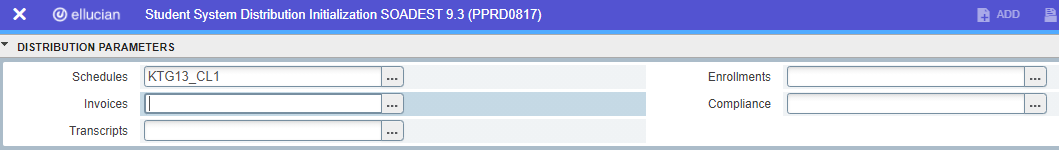 ellucian Student System Distribution Initialization SOADEST 9.3 (PPRD0817) ADD
DISTRIBUTION PARAMETERS
Schedules KTG13_CL1 ... Enrollments ...
Invoices ... Compliance ...
Transcripts ...